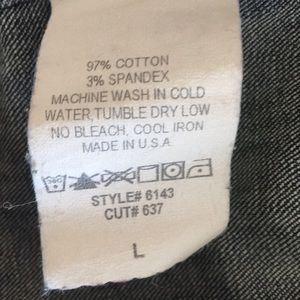 97% COTTON
3% SPANDEX
MACHINE WASH IN COLD
WATER,TUMBLE DRY LOW
NO BLEACH, COOL IRON
MADE IN U.S.A
STYLE# 6143
CUT# 637
L